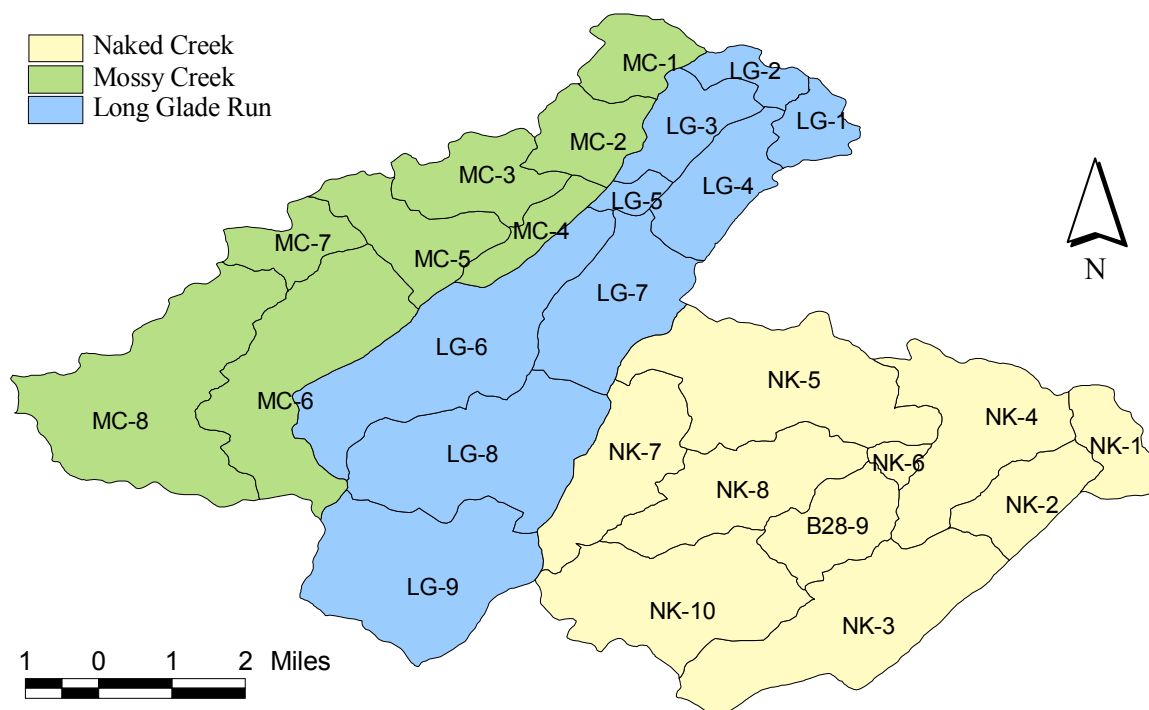 Naked Creek
Mossy Creek
Long Glade Run
MC-1
LG-2
LG-1
LG-3
MC-2
MC-3
LG-4
LG-5
MC-4
MC-7
MC-5
LG-7
N
LG-6
NK-5
MC-6
MC-8
NK-4
NK-1
LG-8
NK-7
NK-6
NK-8
NK-2
B28-9
LG-9
NK-10
NK-3
1 0 1 2 Miles